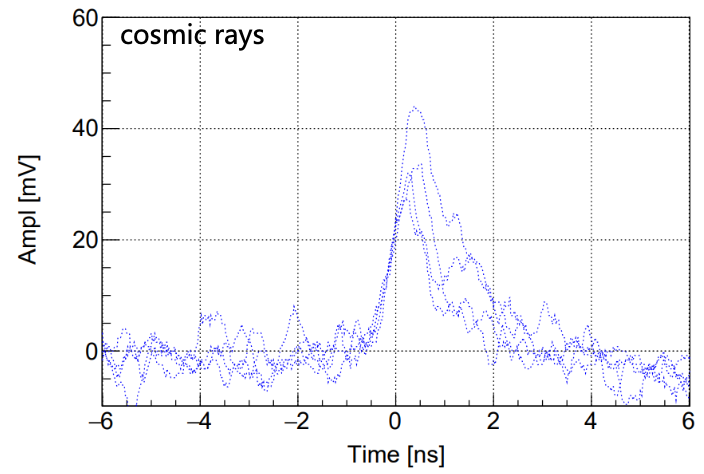 cosmic rays
60
40
20
0
Ampl [mV]
−6 −4 −2 0 2 4 6
Time [ns]